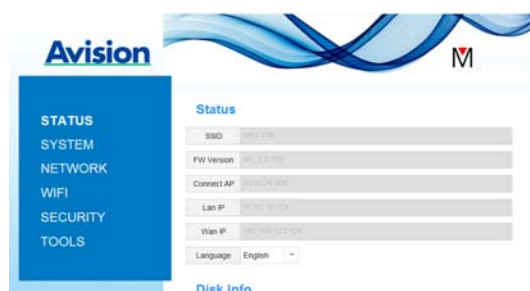 Avision
M
STATUS
SYSTEM
NETWORK
WIFI
SECURITY
TOOLS
Status
SSID
FW Version
Connect AP
Lan IP
Wan IP
Language English
Disk Info